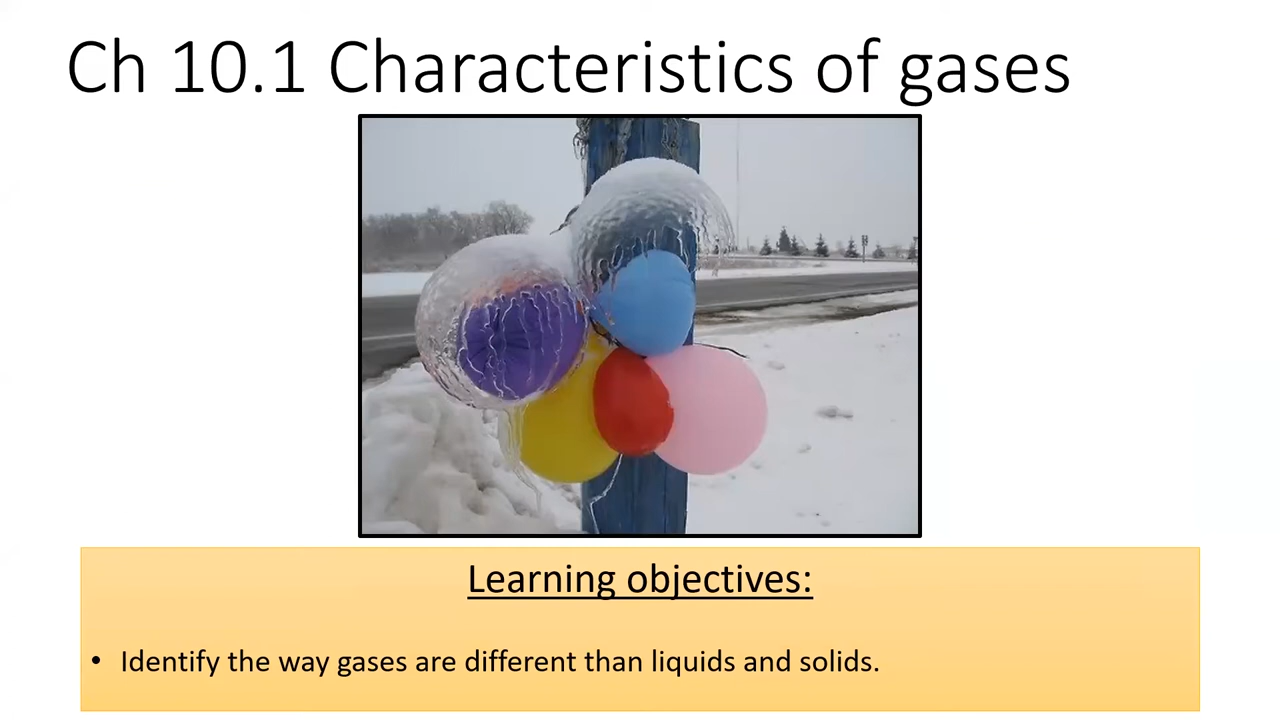 Ch 10.1 Characteristics of gases
Learning objectives:
• Identify the way gases are different than liquids and solids.